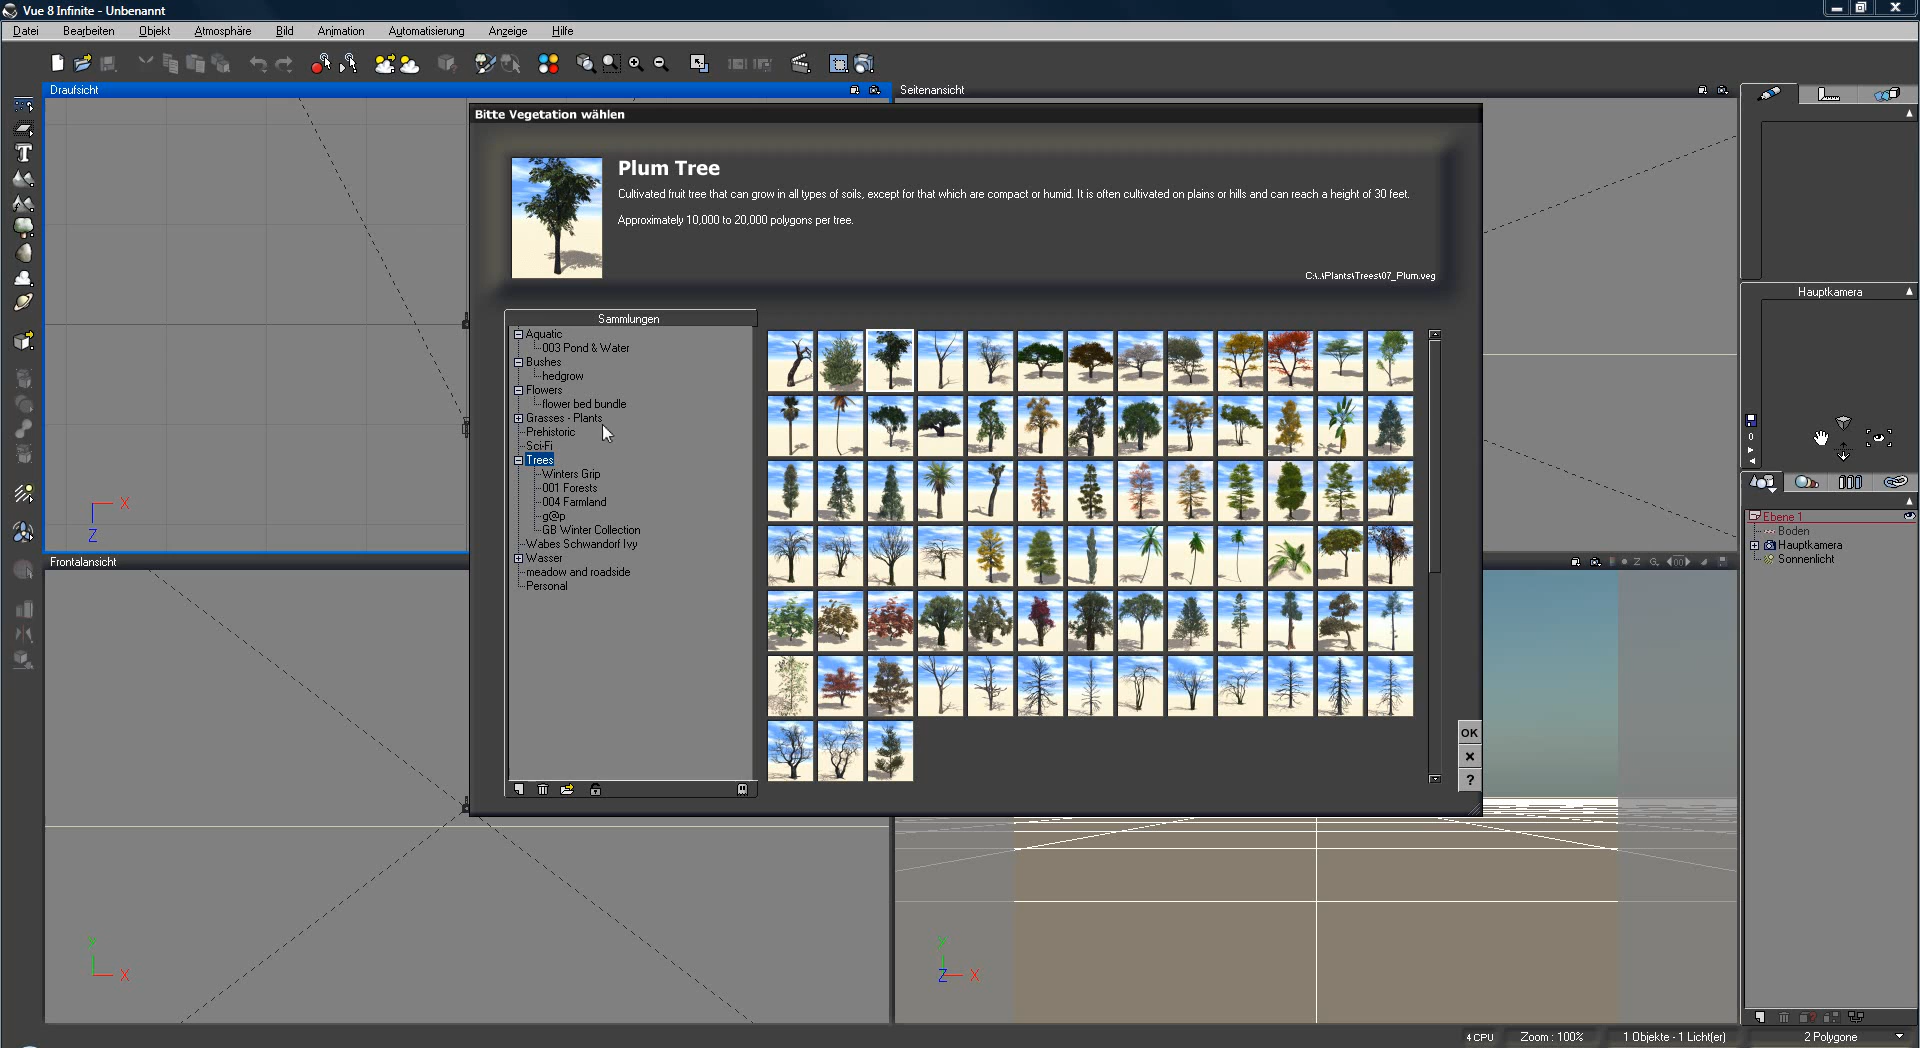 Vue 8 Infinite - Unbenannt
Datei Bearbeiten Objekt Atmosphäre Bild Animation Automatisierung Anzeige Hilfe
Draufsicht
Seitenansicht
Bitte Vegetation wählen
Plum Tree
Cultivated fruit tree that can grow in all types of soils, except for that which are compact or humid. It is often cultivated on plains or hills and can reach a height of 30 feet.
Approximately 10,000 to 20,000 polygons per tree.
C:\..\Plants\Trees\07_Plum.veg
Hauptkamera
Sammlungen
Aquatic
003 Pond & Water
Bushes
hedgrow
Flowers
flower bed bundle
Grasses - Plants
Prehistoric
Sci-Fi
Trees
Winters Grip
001 Forests
004 Farmland
g@p
GB Winter Collection
Wabes Schwandorf Ivy
Wasser
meadow and roadside
Personal
OK
?
0
X
Z
Frontalansicht
Ebene 1
Boden
Hauptkamera
Sonnenlicht
Y
X
Y
Z X
4 CPU Zoom : 100% 1 Objekte - 1 Licht(er) 2 Polygone